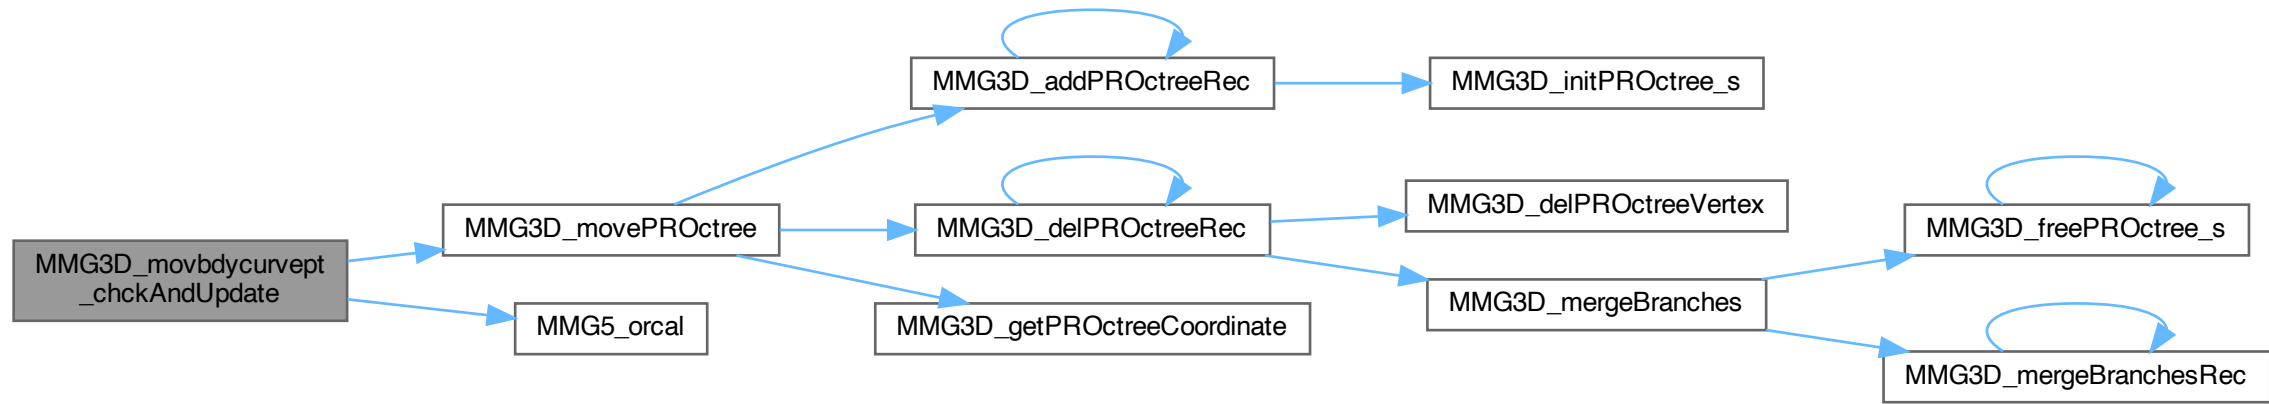 MMG3D_movbdycurvept
_chckAndUpdate
MMG3D_movePROctree
MMG5_orcal
MMG3D_addPROctreeRec
MMG3D_delPROctreeRec
MMG3D_getPROctreeCoordinate
MMG3D_initPROctree_s
MMG3D_delPROctreeVertex
MMG3D_mergeBranches
MMG3D_freePROctree_s
MMG3D_mergeBranchesRec